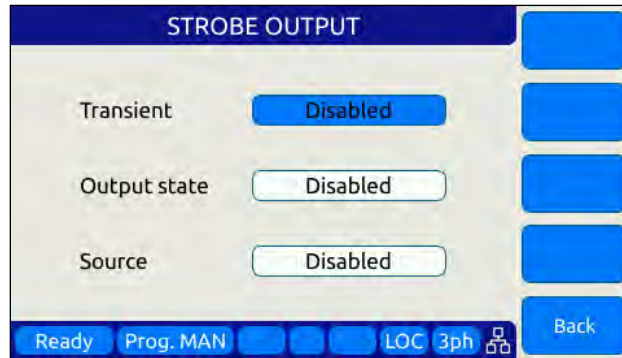 STROBE OUTPUT
Transient Disabled
Output state Disabled
Source Disabled
Back
Ready Prog. MAN LOC 3ph